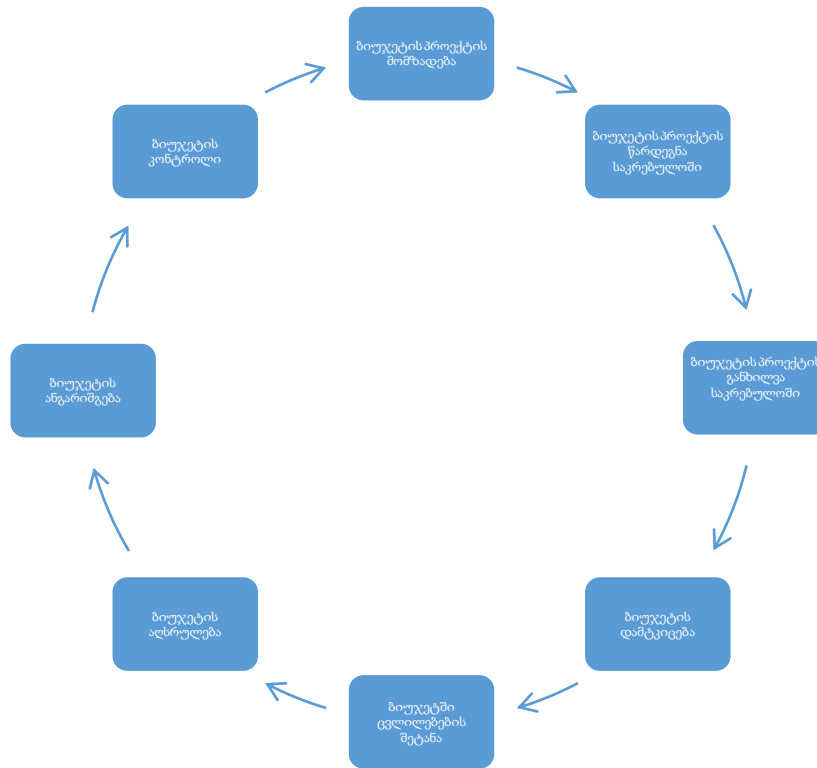 ბიუჯეტის პროექტის
მომზადება
ბიუჯეტის პროექტის
წარდეგნა
საკრებულოში
ბიუჯეტის პროექტის
განხილვა
საკრებულოში
ბიუჯეტის
დამტკიცება
ბიუჯეტში
ცვლილებების
შეტანა
ბიუჯეტის
აღსრულება
ბიუჯეტის
ანგარიშგება
ბიუჯეტის
კონტროლი